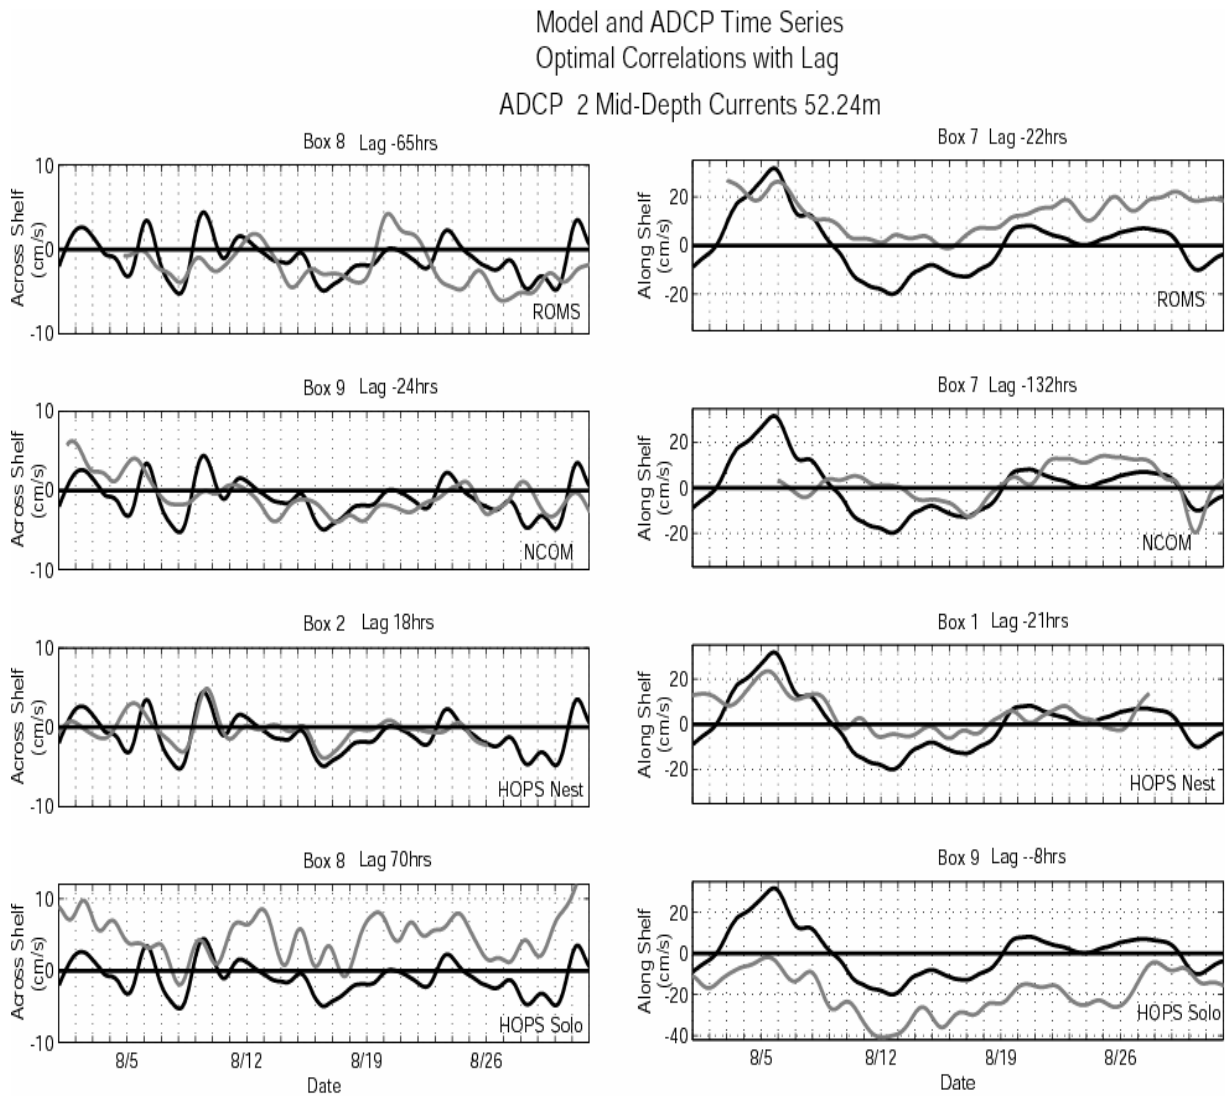 Model and ADCP Time Series
Optimal Correlations with Lag
ADCP 2 Mid-Depth Currents 52.24m
Box 8 Lag -65hrs
10
0
-10
Across Shelf
(cm/s)
ROMS
Box 7 Lag -22hrs
20
0
-20
Along Shelf
(cm/s)
ROMS
Box 9 Lag -24hrs
10
0
-10
Across Shelf
(cm/s)
NCOM
Box 7 Lag -132hrs
20
0
-20
Along Shelf
(cm/s)
NCOM
Box 2 Lag 18hrs
10
0
-10
Across Shelf
(cm/s)
HOPS Nest
Box 1 Lag -21hrs
20
0
-20
Along Shelf
(cm/s)
HOPS Nest
Box 8 Lag 70hrs
10
0
-10
Across Shelf
(cm/s)
HOPS Solo
8/5 8/12 8/19 8/26
Date
Box 9 Lag --8hrs
20
0
-20
-40
Along Shelf
(cm/s)
HOPS Solo
8/5 8/12 8/19 8/26
Date